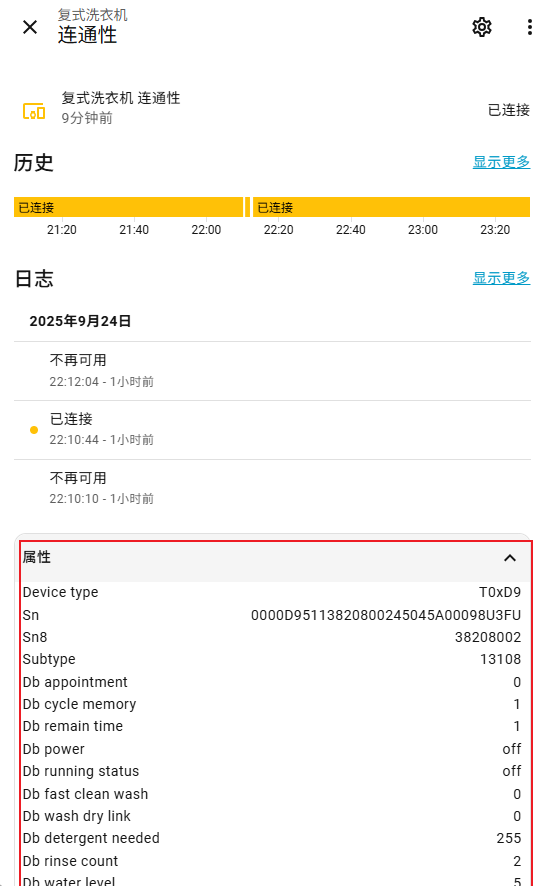 复式洗衣机
连通性
复式洗衣机 连通性
9分钟前
已连接
历史
显示更多
已连接
已连接
21:20 21:40 22:00 22:20 22:40 23:00 23:20
日志
显示更多
2025年9月24日
不再可用
22:12:04 - 1小时前
已连接
22:10:44 - 1小时前
不再可用
22:10:10 - 1小时前
属性
Device type T0xD9
Sn 0000D95113820800245045A00098U3FU
Sn8 38208002
Subtype 13108
Db appointment 0
Db cycle memory 1
Db remain time 1
Db power off
Db running status off
Db fast clean wash 0
Db wash dry link 0
Db detergent needed 255
Db rinse count 2
Db water level 5